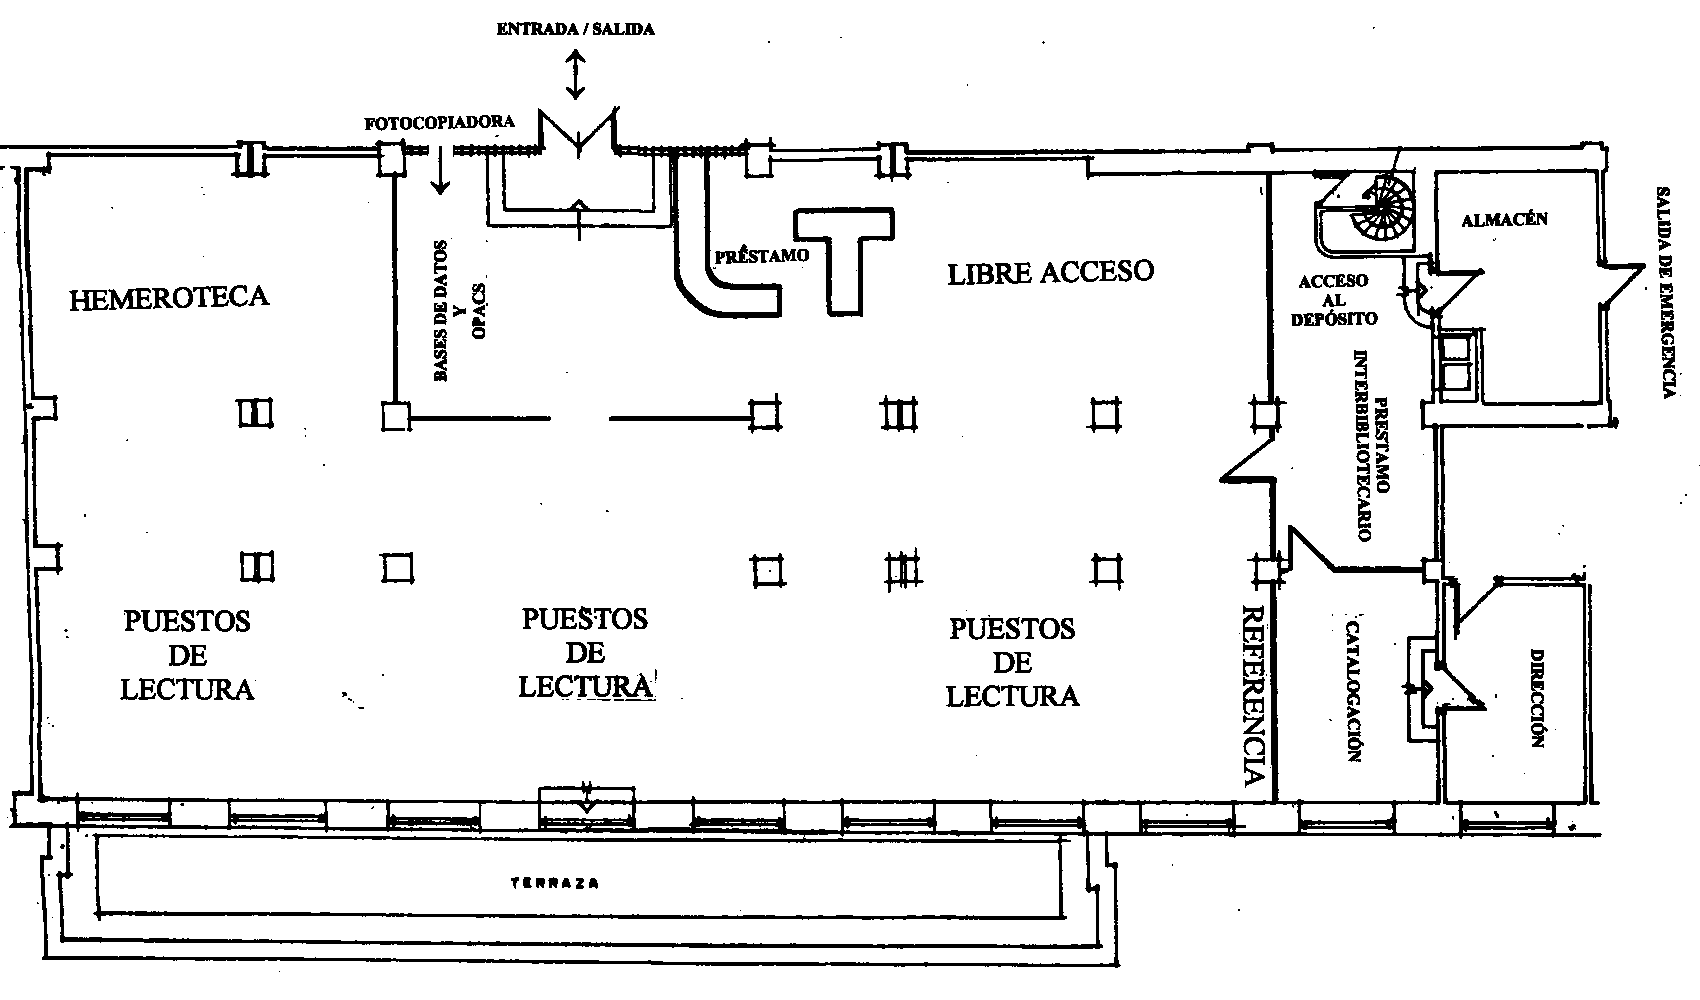 ENTRADA / SALIDA
FOTOCOPIADORA
HEMEROTECA
BASES DE DATOS
Y
OPACS
PRÉSTAMO
LIBRE ACCESO
ACCESO
AL
DEPÓSITO
ALMACÉN
SALIDA DE EMERGENCIA
PRESTAMO
INTERBIBLIOTECARIO
PUESTOS
DE
LECTURA
PUESTOS
DE
LECTURA
PUESTOS
DE
LECTURA
REFERENCIA
CATALOGACIÓN
DIRECCIÓN
TERRAZA